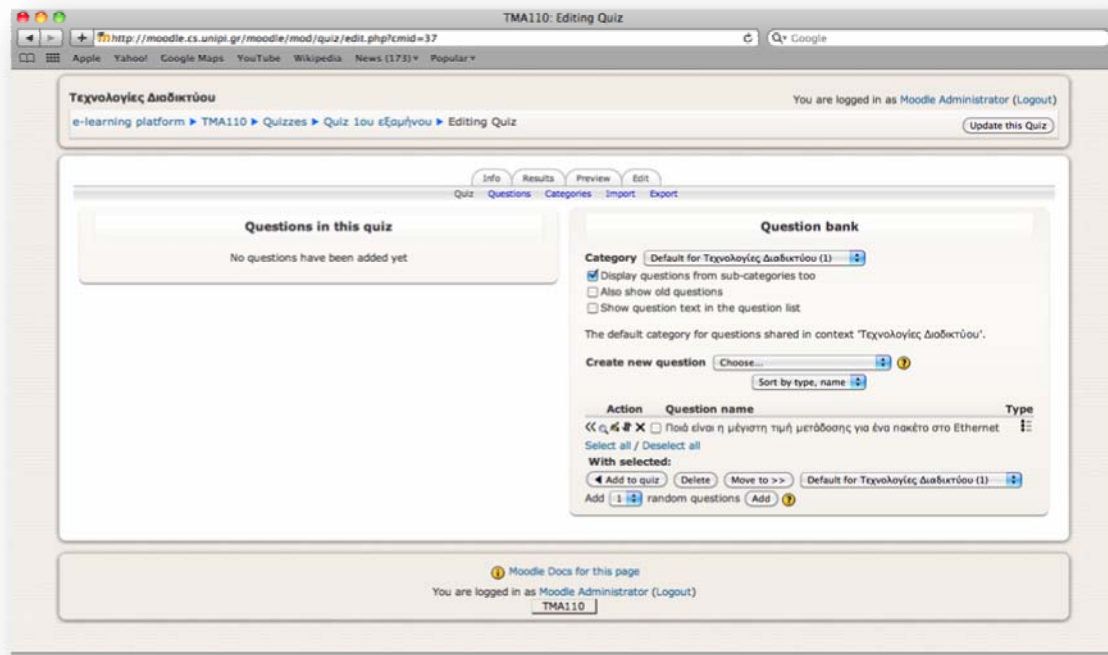 TMA110: Editing Quiz
http://moodle.cs.unipi.gr/moodle/mod/quiz/edit.php?cmid=37
Google
Apple Yahoo! Google Maps YouTube Wikipedia News (173) Popular
Τεχνολογίες Διαδικτύου
You are logged in as Moodle Administrator (Logout)
e-learning platform ► TMA110 ► Quizzes ► Quiz 1ου εξαμήνου ► Editing Quiz
Update this Quiz
Info Results Preview Edit
Quiz Questions Categories Import Export
Questions in this quiz
No questions have been added yet
Question bank
Category Default for Τεχνολογίες Διαδικτύου (1)
Display questions from sub-categories too
Also show old questions
Show question text in the question list
The default category for questions shared in context 'Τεχνολογίες Διαδικτύου'.
Create new question Choose...
Sort by type, name
Action Question name Type
Ποιά είναι η μέγιστη τιμή μετάδοσης για ένα πακέτο στο Ethernet
Select all / Deselect all
With selected:
◄ Add to quiz Delete Move to >> Default for Τεχνολογίες Διαδικτύου (1)
Add 1 random questions Add
Moodle Docs for this page
You are logged in as Moodle Administrator (Logout)
TMA110